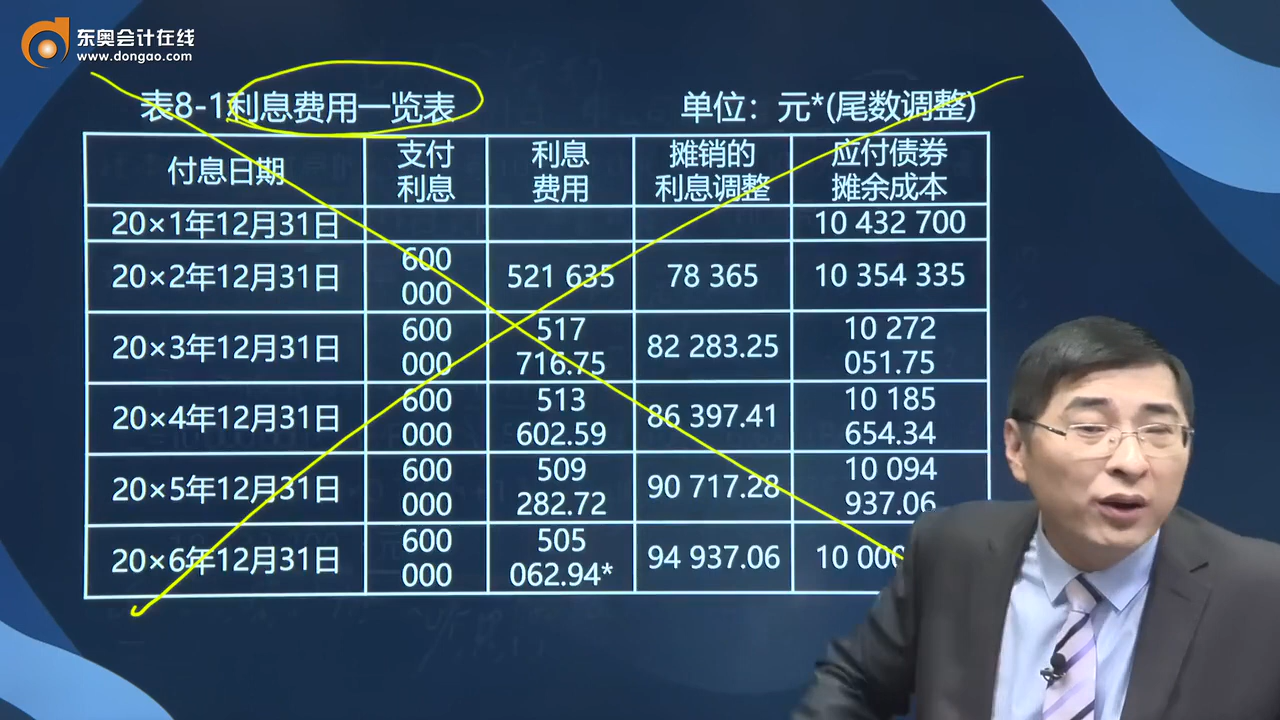 东奥会计在线
www.dongao.com
表8-1利息费用一览表 单位：元*(尾数调整)
付息日期 支付利息 利息费用 摊销的利息调整 应付债券摊余成本
20×1年12月31日 10 432 700
20×2年12月31日 600 000 521 635 78 365 10 354 335
20×3年12月31日 600 000 517 716.75 82 283.25 10 272 051.75
20×4年12月31日 600 000 513 602.59 86 397.41 10 185 654.34
20×5年12月31日 600 000 509 282.72 90 717.28 10 094 937.06
20×6年12月31日 600 000 505 062.94* 94 937.06 10 000